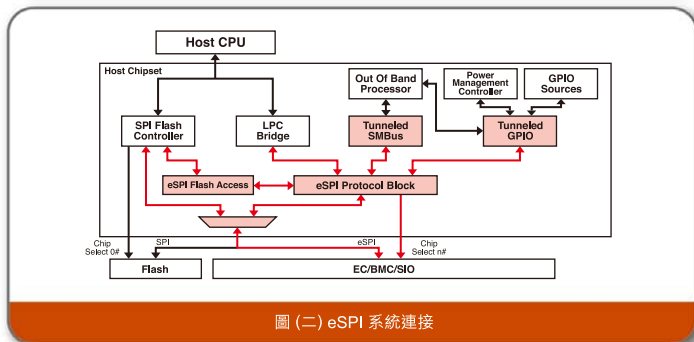 Host CPU
Host Chipset
Out Of Band
Processor
Power
Management
Controller
GPIO
Sources
SPI Flash
Controller
LPC
Bridge
Tunneled
SMBus
Tunneled
GPIO
eSPI Flash Access
eSPI Protocol Block
Chip
Select 0#
SPI
eSPI
Chip
Select n#
Flash
EC/BMC/SIO
圖 (二) eSPI 系統連接